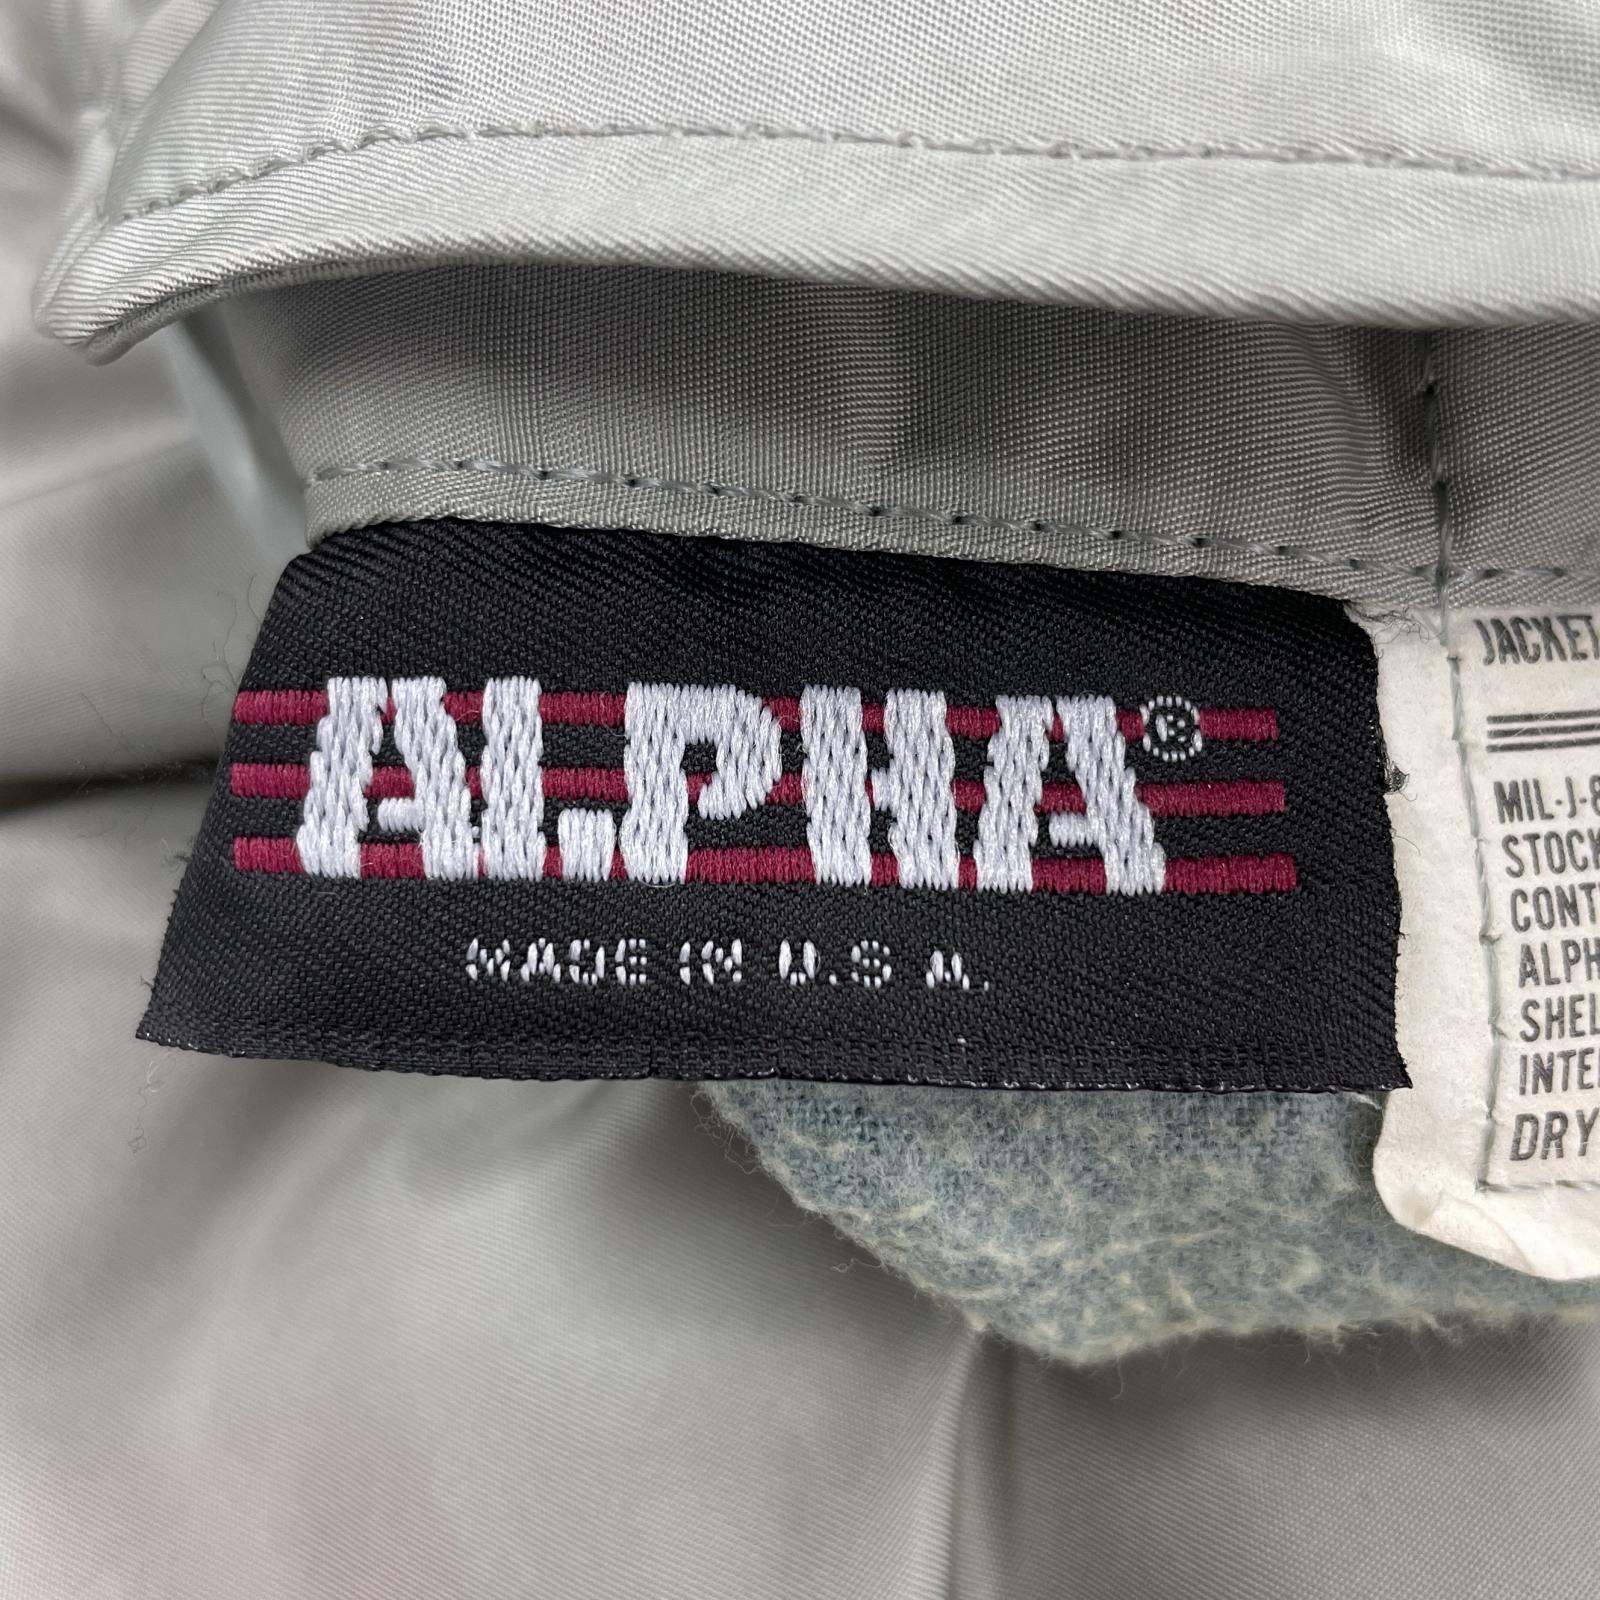 ALPHA®
MADE IN U.S.A.
JACKET
MIL-J-8
STOCK
CONT
ALPH
SHEL
INTE
DRY